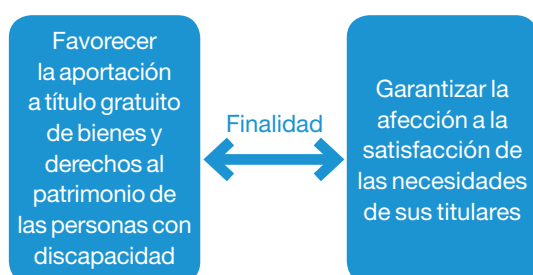 Favorecer
la aportación
a título gratuito
de bienes y
derechos al
patrimonio de
las personas con
discapacidad
Finalidad
Garantizar la
afección a la
satisfacción de
las necesidades
de sus titulares